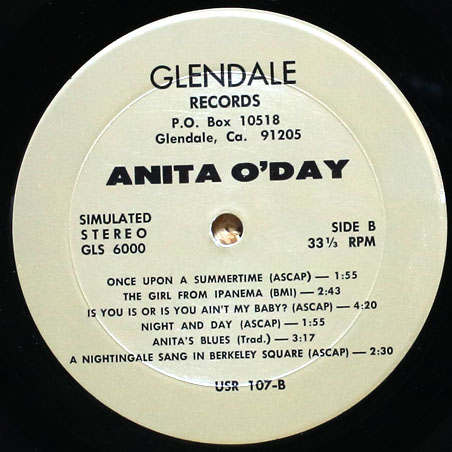 GLENDALE
RECORDS
P.O. Box 10518
Glendale, Ca. 91205
ANITA O'DAY
SIMULATED
STEREO
GLS 6000
SIDE B
33 1/3 RPM
ONCE UPON A SUMMERTIME (ASCAP) — 1:55
THE GIRL FROM IPANEMA (BMI) — 2:43
IS YOU IS OR IS YOU AIN'T MY BABY? (ASCAP) — 4:20
NIGHT AND DAY (ASCAP) — 1:55
ANITA'S BLUES (Trad.) — 3:17
A NIGHTINGALE SANG IN BERKELEY SQUARE (ASCAP) — 2:30
USR 107-B